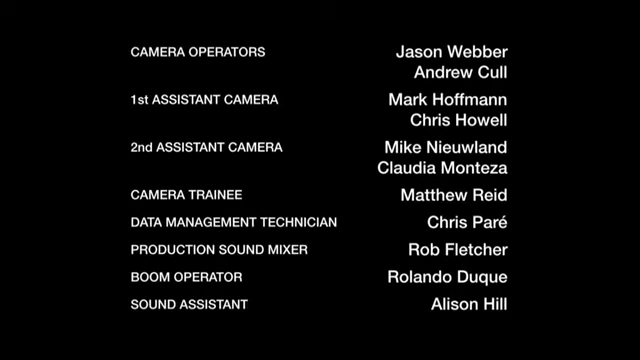 CAMERA OPERATORS Jason Webber
Andrew Cull
1st ASSISTANT CAMERA Mark Hoffmann
Chris Howell
2nd ASSISTANT CAMERA Mike Nieuwland
Claudia Monteza
CAMERA TRAINEE Matthew Reid
DATA MANAGEMENT TECHNICIAN Chris Paré
PRODUCTION SOUND MIXER Rob Fletcher
BOOM OPERATOR Rolando Duque
SOUND ASSISTANT Alison Hill